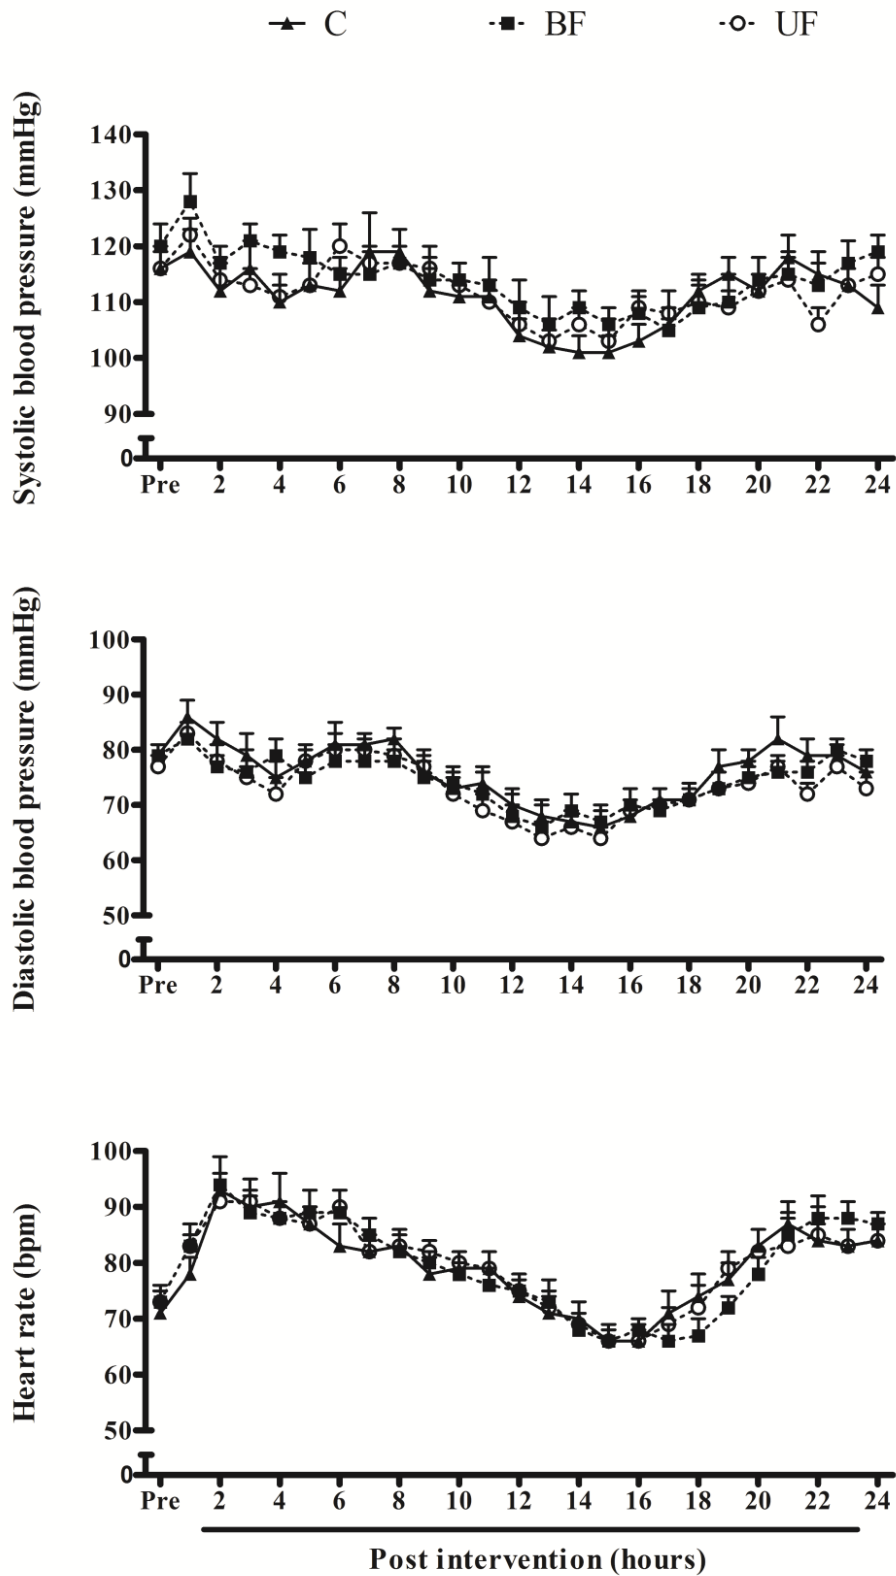 C BF UF
Systolic blood pressure (mmHg)
140
130
120
110
100
90
0
Pre 2 4 6 8 10 12 14 16 18 20 22 24
Diastolic blood pressure (mmHg)
100
90
80
70
60
50
0
Pre 2 4 6 8 10 12 14 16 18 20 22 24
Heart rate (bpm)
100
90
80
70
60
50
0
Pre 2 4 6 8 10 12 14 16 18 20 22 24
Post intervention (hours)